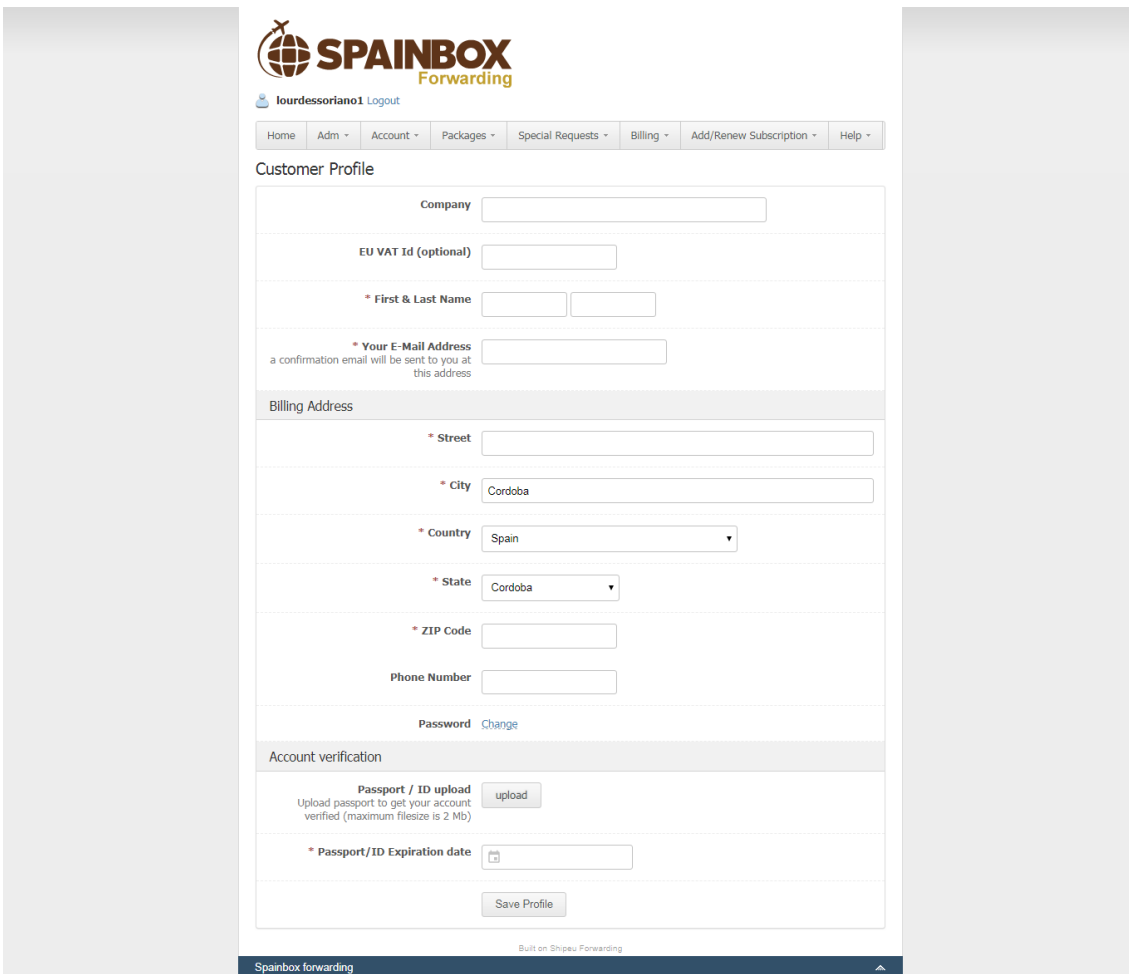 SPAINBOX
Forwarding
lourdessoriano1 Logout
Home Adm Account Packages Special Requests Billing Add/Renew Subscription Help
Customer Profile
Company
EU VAT Id (optional)
* First & Last Name
* Your E-Mail Address
a confirmation email will be sent to you at
this address
Billing Address
* Street
* City Cordoba
* Country Spain
* State Cordoba
* ZIP Code
Phone Number
Password Change
Account verification
Passport / ID upload upload
Upload passport to get your account
verified (maximum filesize is 2 Mb)
* Passport/ID Expiration date
Save Profile
Built on Shipeu Forwarding
Spainbox forwarding